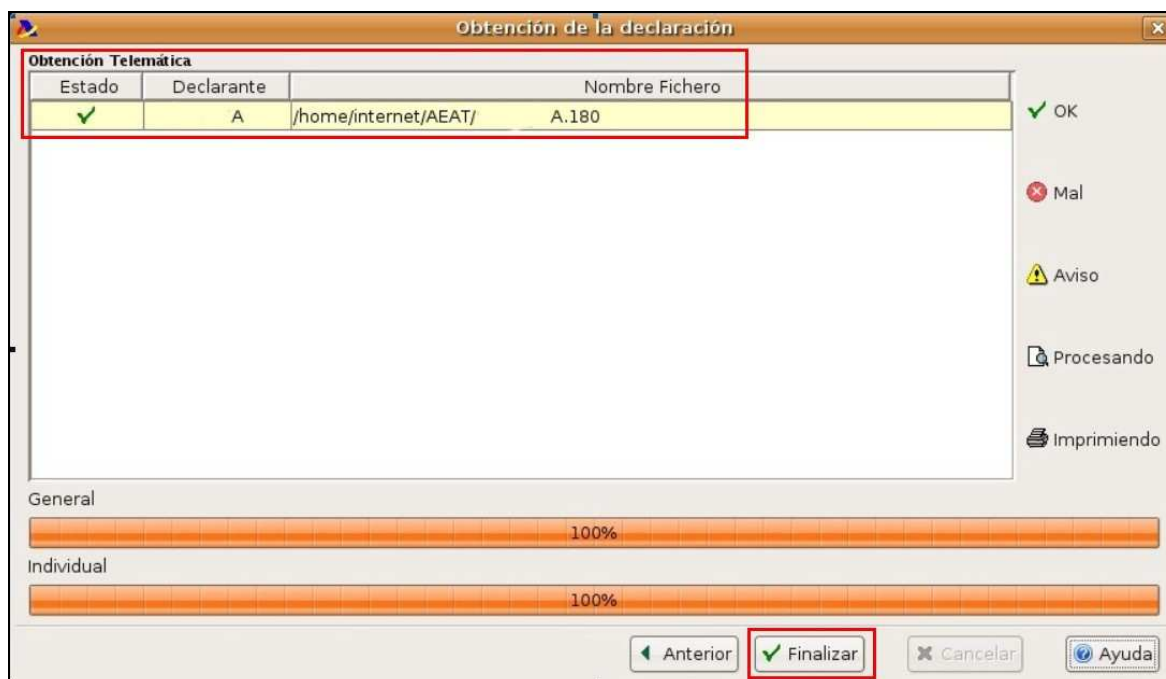 Obtención de la declaración
Obtención Telemática
Estado Declarante Nombre Fichero
A /home/internet/AEAT/ A.180
OK
Mal
Aviso
Procesando
Imprimiendo
General
100%
Individual
100%
Anterior Finalizar Cancelar Ayuda